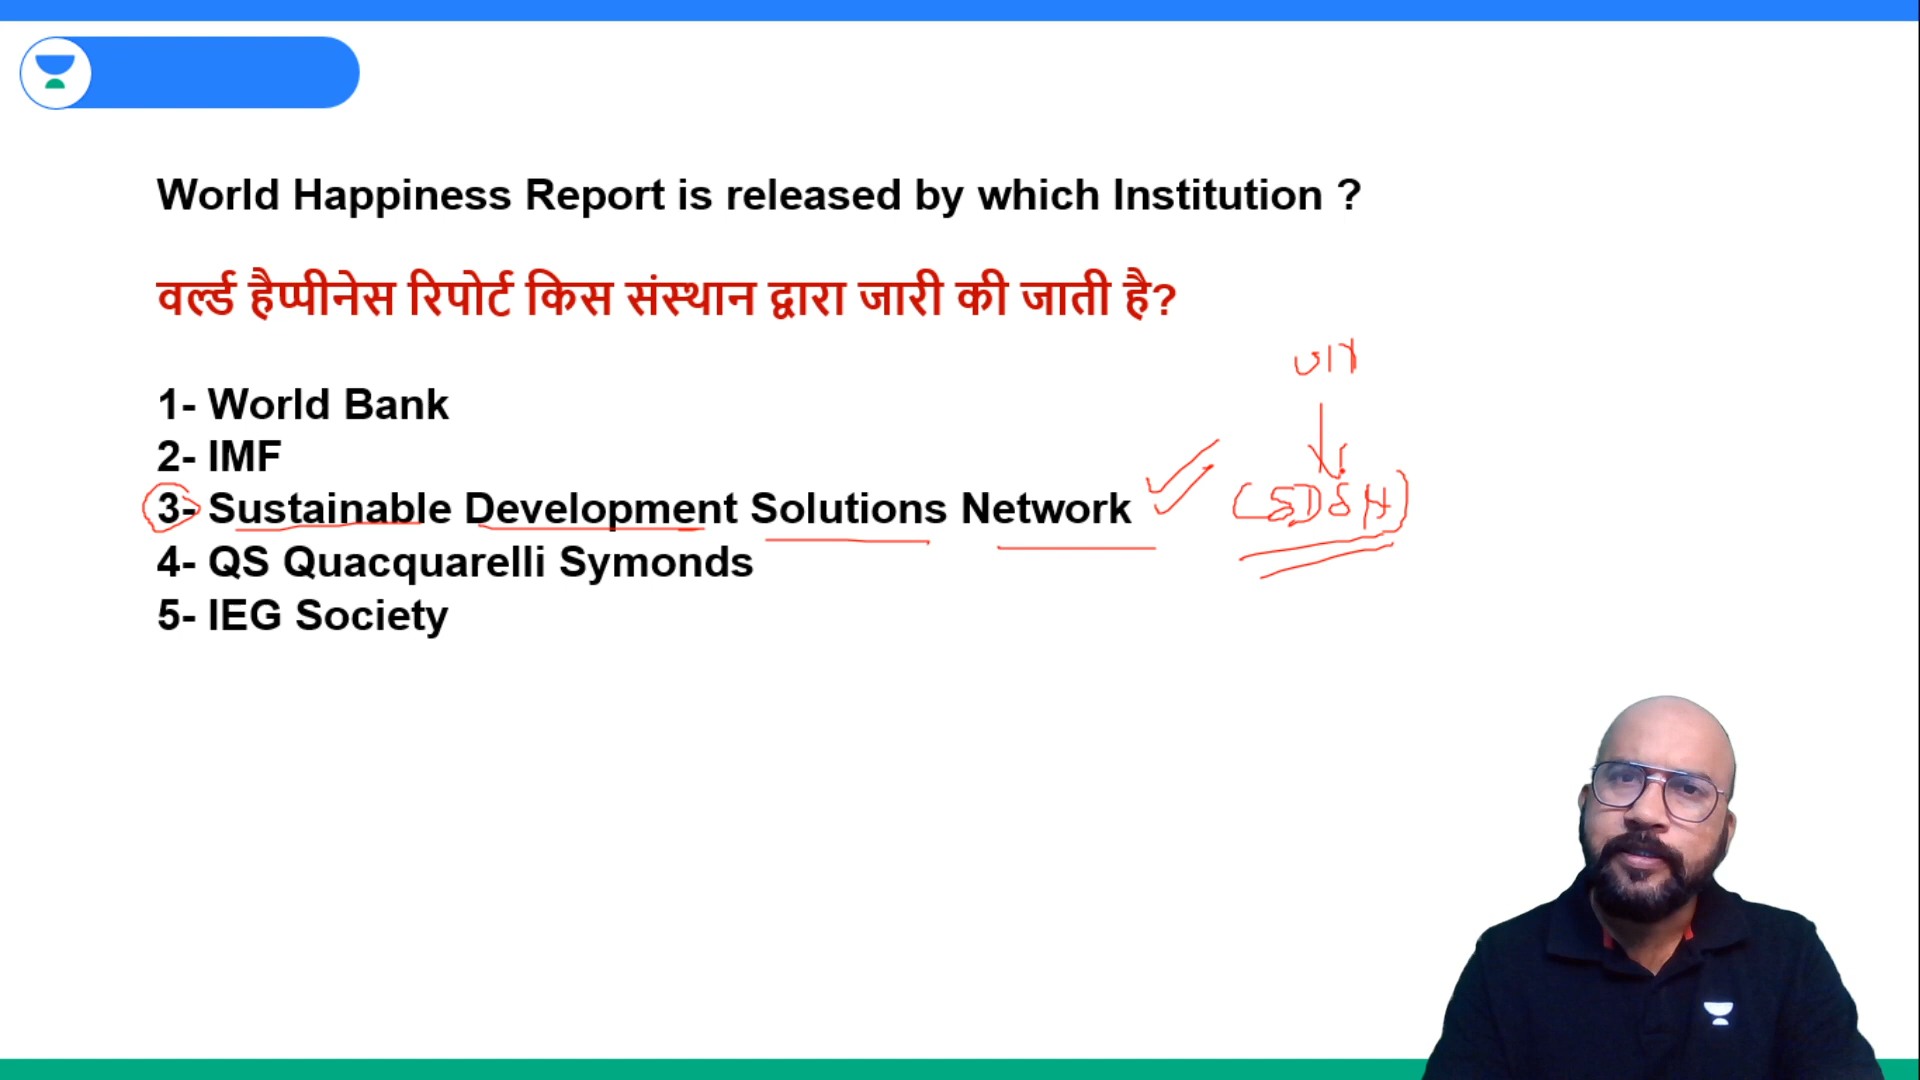 World Happiness Report is released by which Institution ?
वर्ल्ड हैप्पीनेस रिपोर्ट किस संस्थान द्वारा जारी की जाती है?
1- World Bank
2- IMF
3- Sustainable Development Solutions Network
(SDSN)
4- QS Quacquarelli Symonds
5- IEG Society